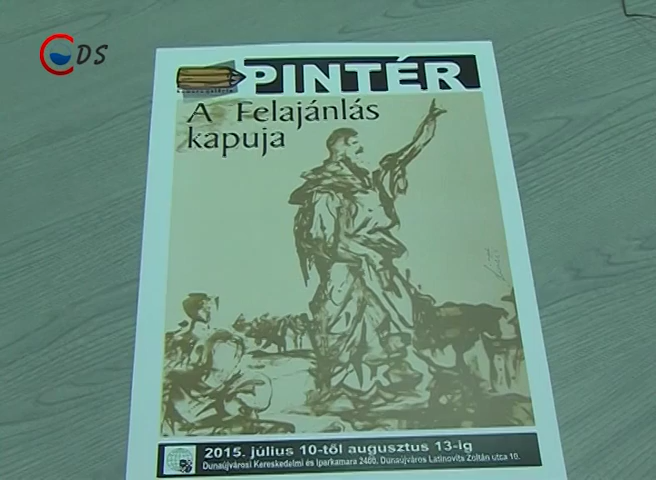 CDS
PINTÉR
A Felajánlás
kapuja
2015. július 10-től augusztus 13-ig
Dunaújvárosi Kereskedelmi és Iparkamara 2400, Dunaújváros Latinovits Zoltán utca 10.